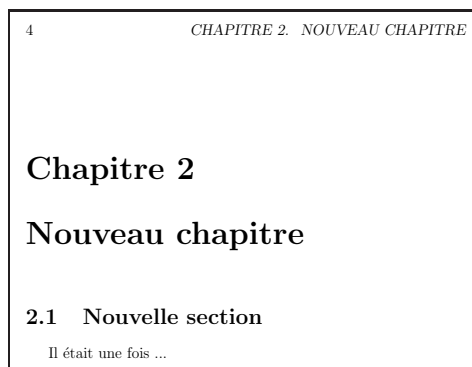 4 CHAPITRE 2. NOUVEAU CHAPITRE
Chapitre 2
Nouveau chapitre
2.1 Nouvelle section
Il était une fois ...